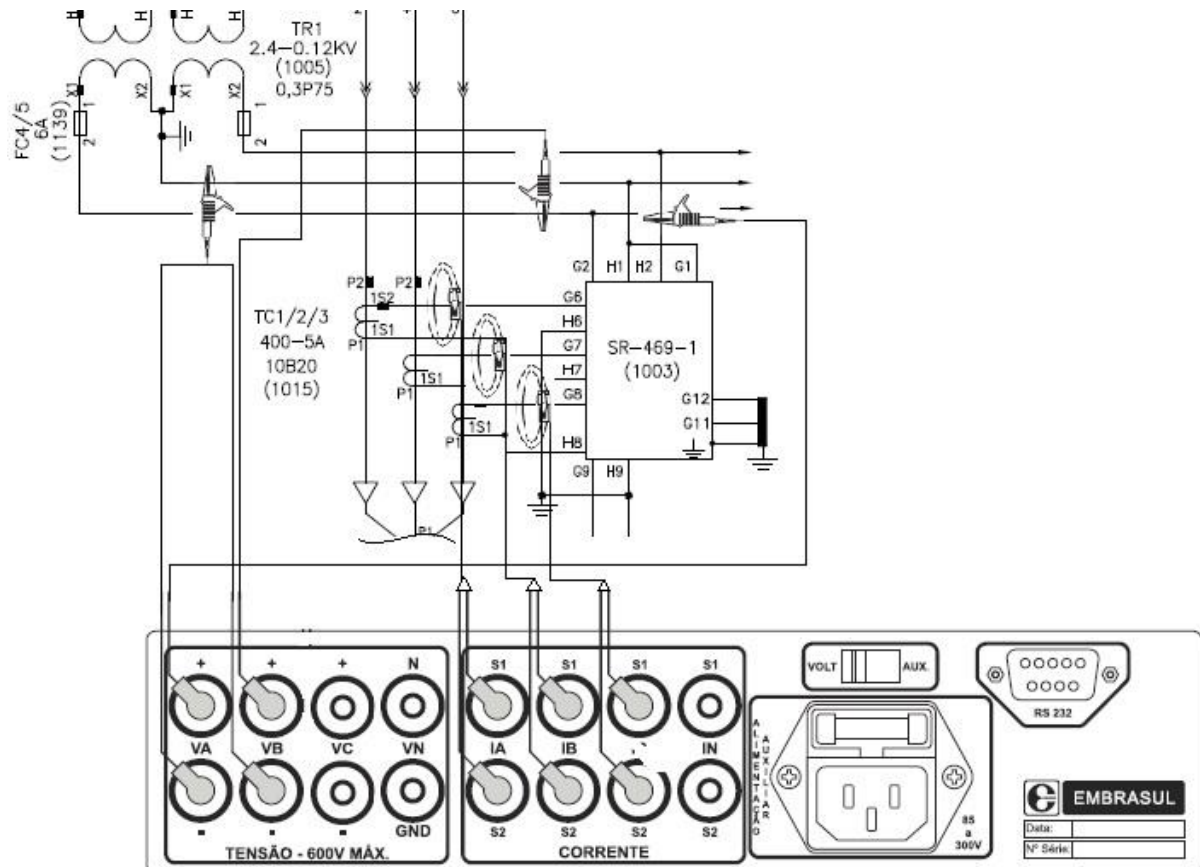 H
H
H
H
2
4
6
TR1
2.4-0.12KV
(1005)
0,3P75
X1
X2
X1
X2
FC4/5
6A
(1139)
1
2
1
2
G2
H1
H2
G1
P2
P2
1S2
1S1
P1
TC1/2/3
400-5A
10B20
(1015)
1S1
P1
1S1
P1
G6
H6
G7
H7
G8
H8
SR-469-1
(1003)
G12
G11
G9
H9
P1
+
+
+
N
S1
S1
S1
S1
VOLT
AUX.
RS 232
VA
VB
VC
VN
IA
IB
IN
ALIMENTAÇÃO
AUXILIAR
-
-
-
GND
S2
S2
S2
S2
TENSÃO - 600V MÁX.
CORRENTE
85
a
300V
e EMBRASUL
Data:
Nº Série: